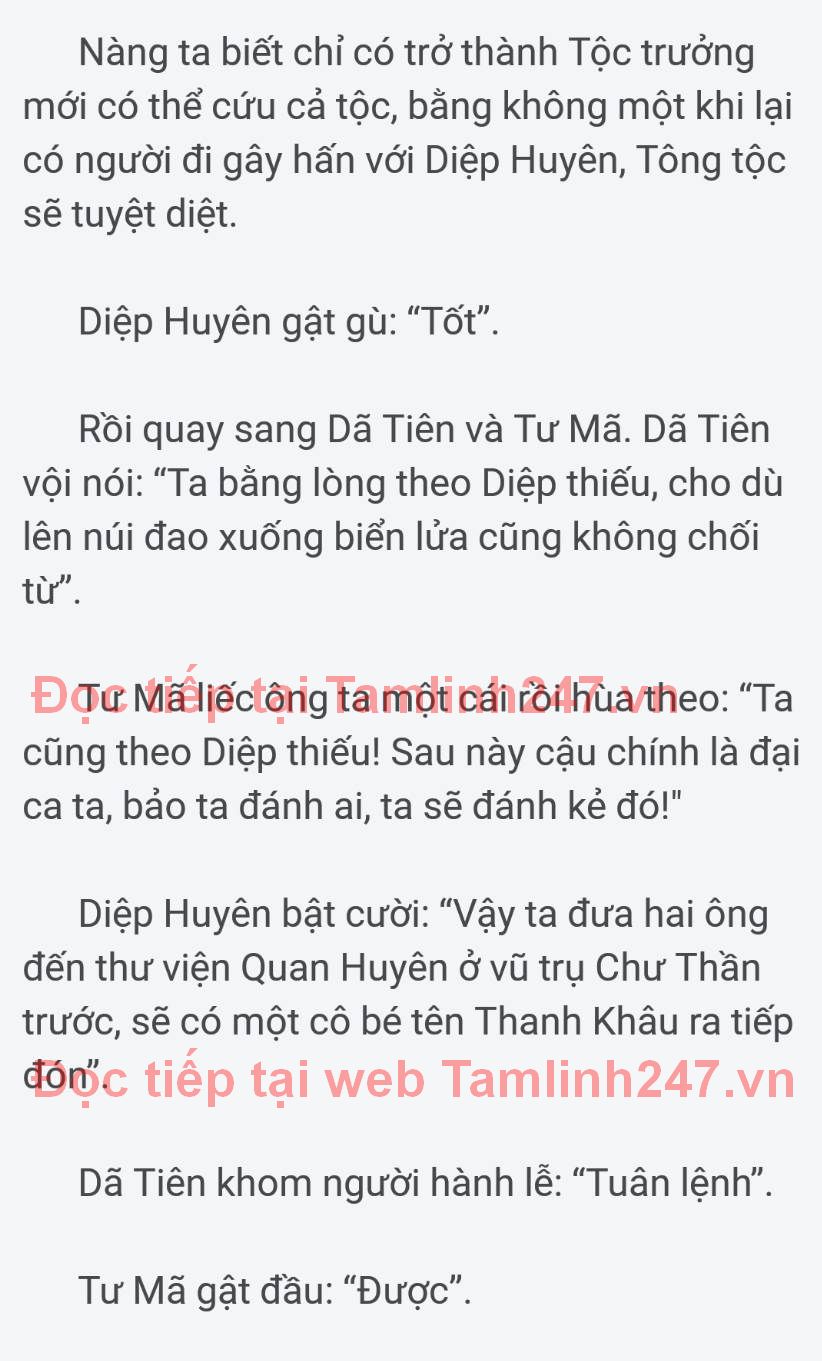 Nàng ta biết chỉ có trở thành Tộc trưởng
mới có thể cứu cả tộc, bằng không một khi lại
có người đi gây hấn với Diệp Huyên, Tông tộc
sẽ tuyệt diệt.
Diệp Huyên gật gù: “Tốt”.
Rồi quay sang Dã Tiên và Tư Mã. Dã Tiên
vội nói: “Ta bằng lòng theo Diệp thiếu, cho dù
lên núi đao xuống biển lửa cũng không chối
từ”.
Tư Mã liếc ông ta một cái rồi hùa theo: “Ta
Đọc tiếp tại Tamlinh247.vn
cũng theo Diệp thiếu! Sau này cậu chính là đại
ca ta, bảo ta đánh ai, ta sẽ đánh kẻ đó!"
Diệp Huyên bật cười: “Vậy ta đưa hai ông
đến thư viện Quan Huyên ở vũ trụ Chư Thần
trước, sẽ có một cô bé tên Thanh Khâu ra tiếp
đón”.
Đọc tiếp tại web Tamlinh247.vn
Dã Tiên khom người hành lễ: “Tuân lệnh”.
Tư Mã gật đầu: “Được”.